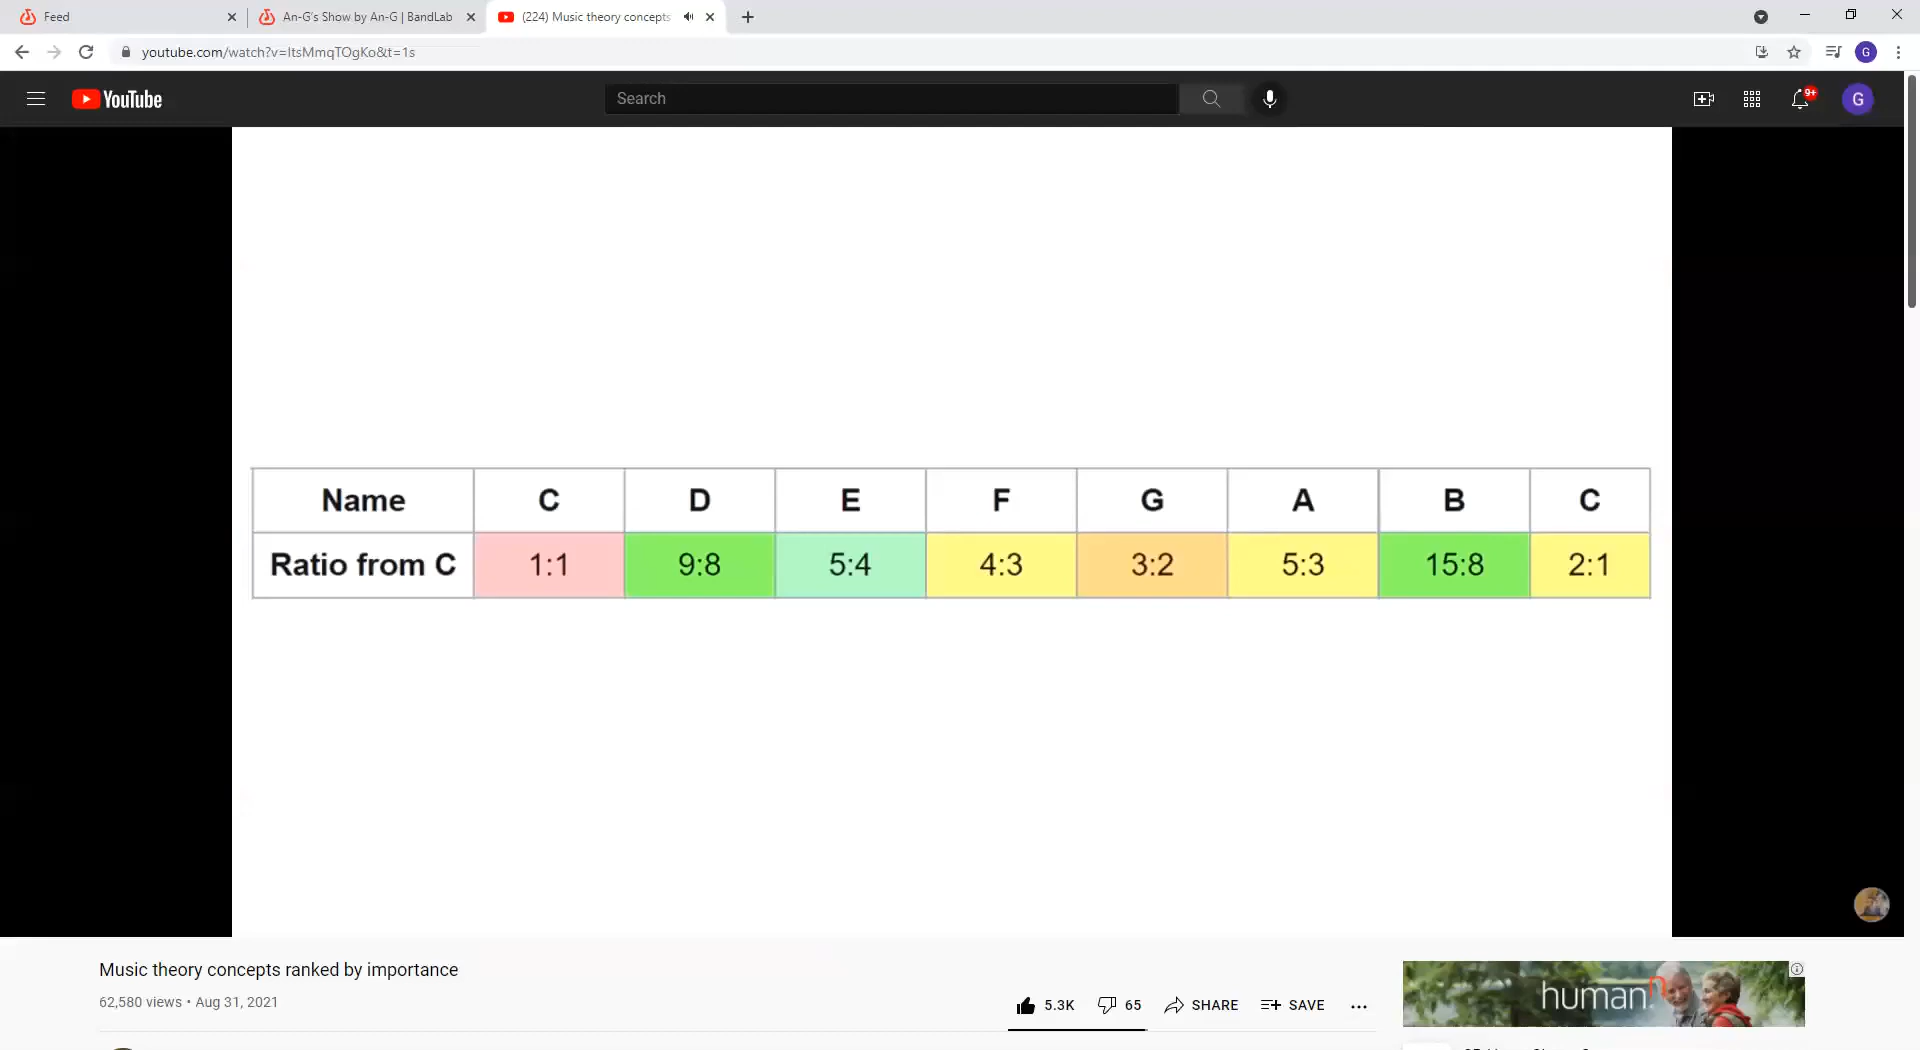 Feed
An-G's Show by An-G | BandLab
(224) Music theory concepts
youtube.com/watch?v=ItsMmqTOgKo&t=1s
G
YouTube
Search
9+
G
Name C D E F G A B C
Ratio from C 1:1 9:8 5:4 4:3 3:2 5:3 15:8 2:1
Music theory concepts ranked by importance
62,580 views • Aug 31, 2021
5.3K 65 SHARE SAVE
human